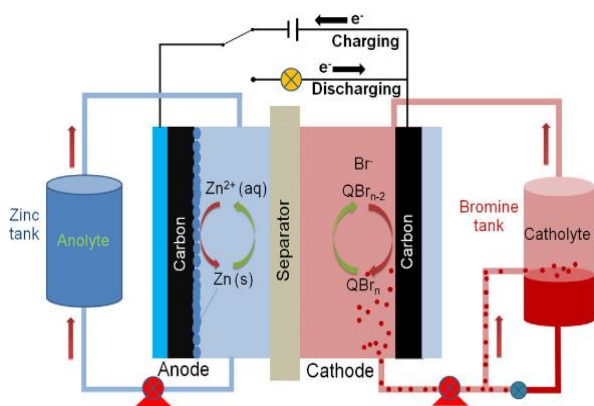 e⁻
Charging
e⁻
Discharging
Zinc
tank
Anolyte
Carbon
Zn²⁺ (aq)
Zn (s)
Separator
Br⁻
QBrₙ₋₂
QBrₙ
Carbon
Bromine
tank
Catholyte
Anode
Cathode